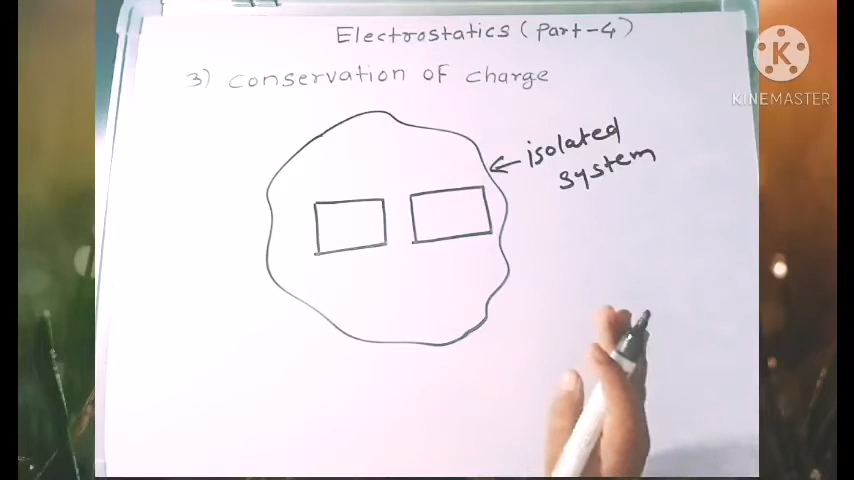 Electrostatics (part-4)
3) conservation of charge
isolated
system
K
KINEMASTER